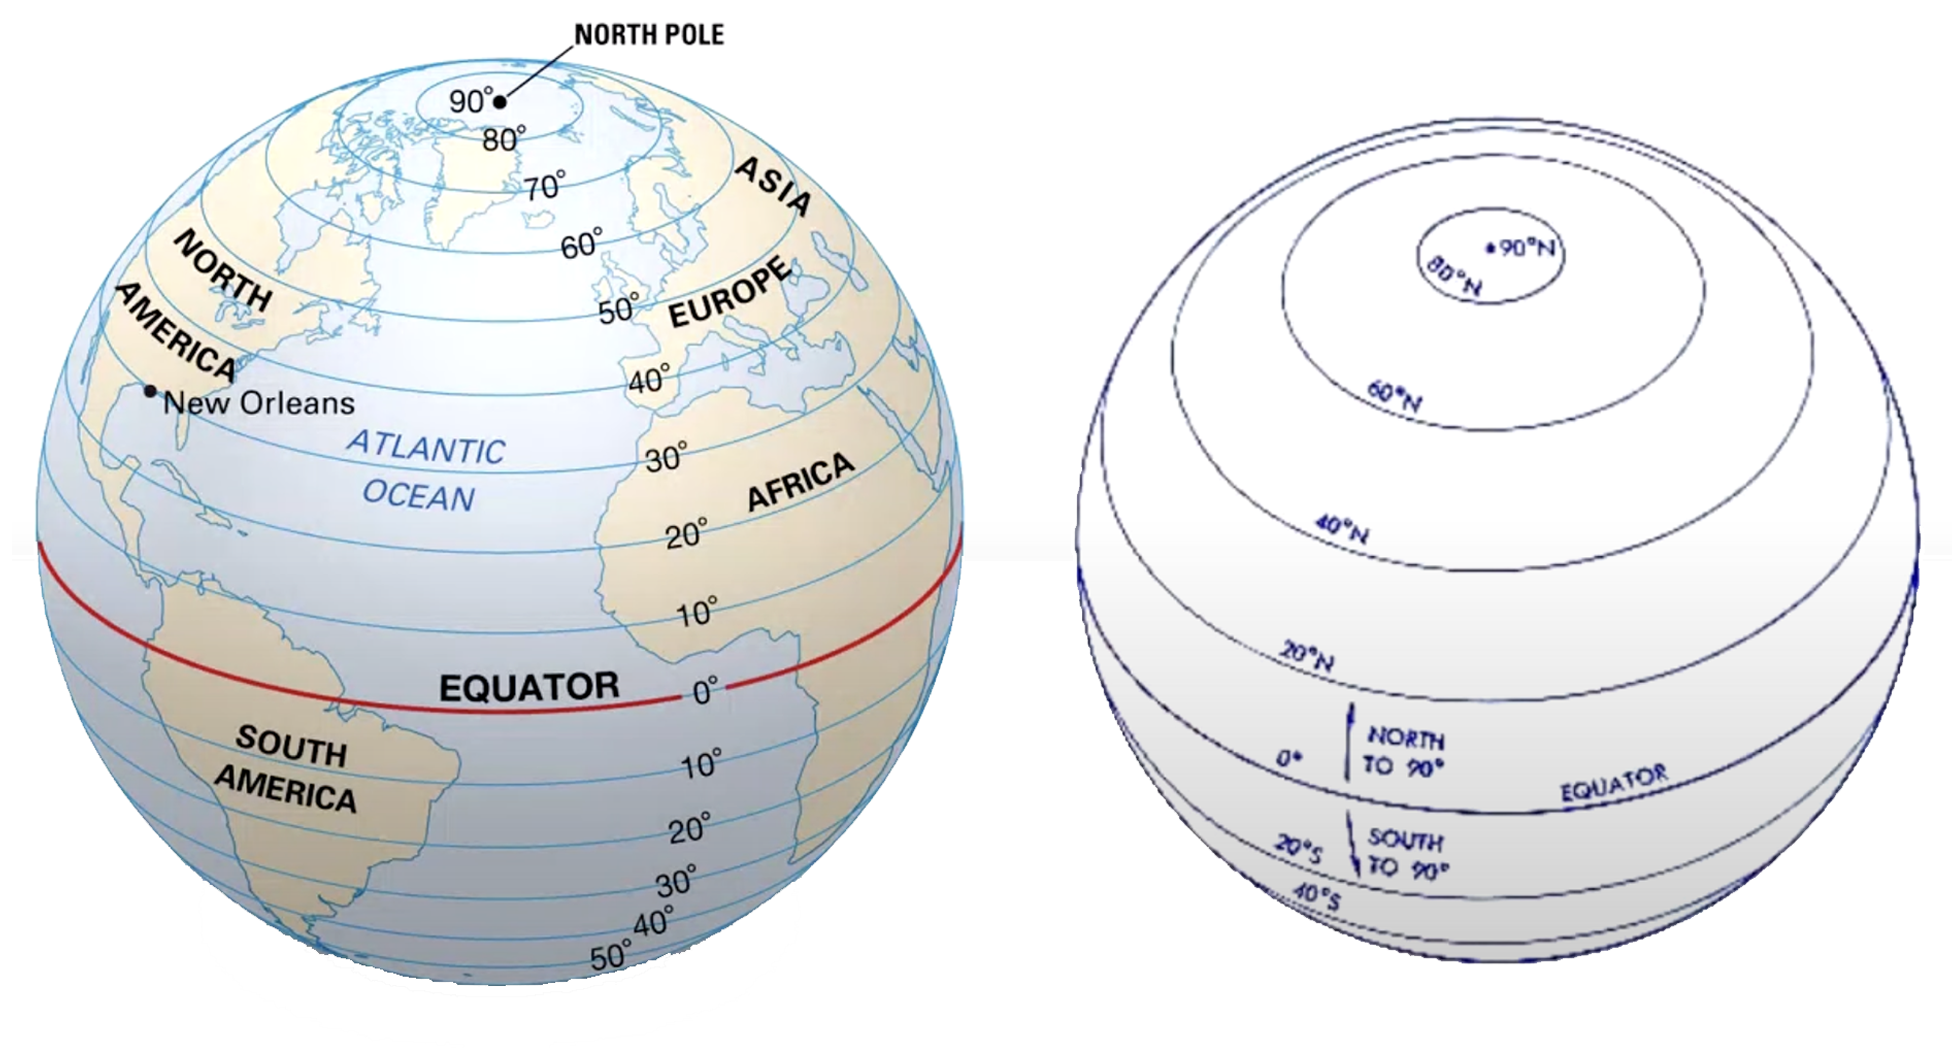 NORTH POLE
90°
80°
70°
60°
50°
40°
30°
20°
10°
0°
10°
20°
30°
40°
50°
ASIA
NORTH
AMERICA
EUROPE
New Orleans
ATLANTIC
OCEAN
AFRICA
EQUATOR
SOUTH
AMERICA
90°N
80°N
60°N
40°N
20°N
NORTH
TO 90°
0°
EQUATOR
SOUTH
TO 90°
20°S
40°S